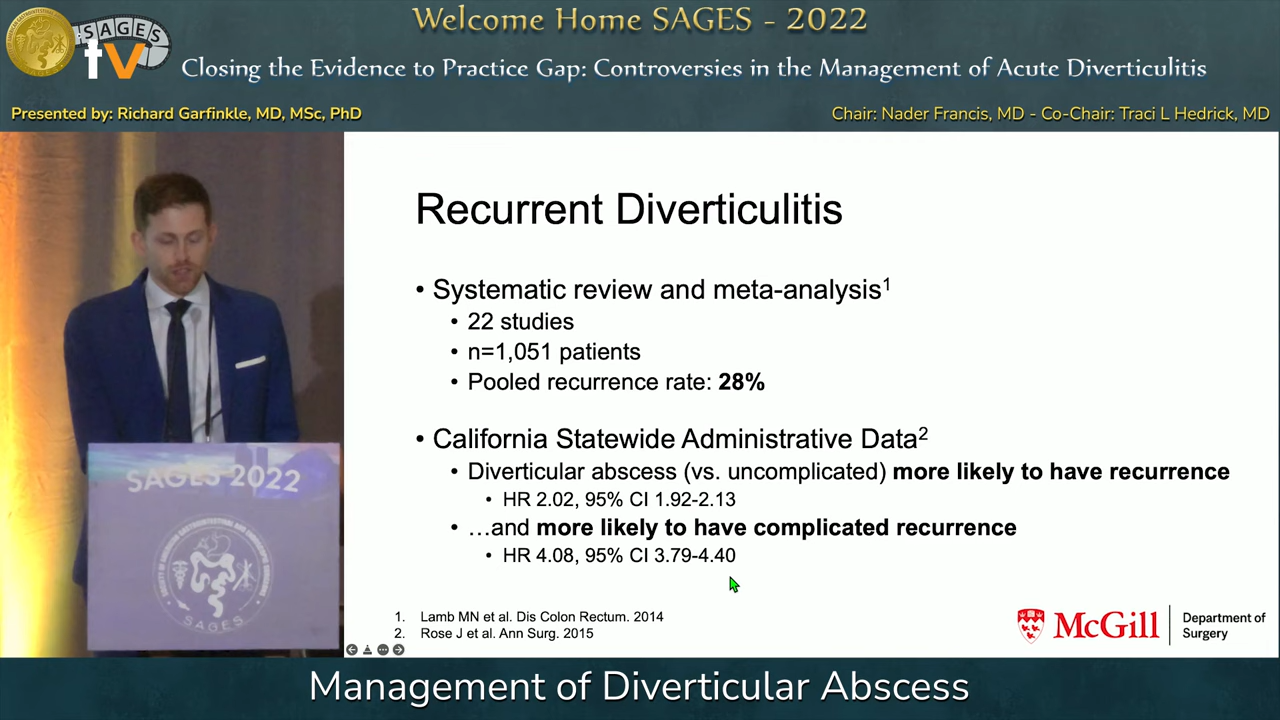 Welcome Home SAGES - 2022
SAGES
tv
Closing the Evidence to Practice Gap: Controversies in the Management of Acute Diverticulitis
Presented by: Richard Garfinkle, MD, MSc, PhD
Chair: Nader Francis, MD - Co-Chair: Traci L Hedrick, MD
Recurrent Diverticulitis
• Systematic review and meta-analysis1
• 22 studies
• n=1,051 patients
• Pooled recurrence rate: 28%
• California Statewide Administrative Data2
• Diverticular abscess (vs. uncomplicated) more likely to have recurrence
• HR 2.02, 95% CI 1.92-2.13
• …and more likely to have complicated recurrence
• HR 4.08, 95% CI 3.79-4.40
1. Lamb MN et al. Dis Colon Rectum. 2014
2. Rose J et al. Ann Surg. 2015
McGill
Department of
Surgery
SAGES 2022
SAGES
Management of Diverticular Abscess